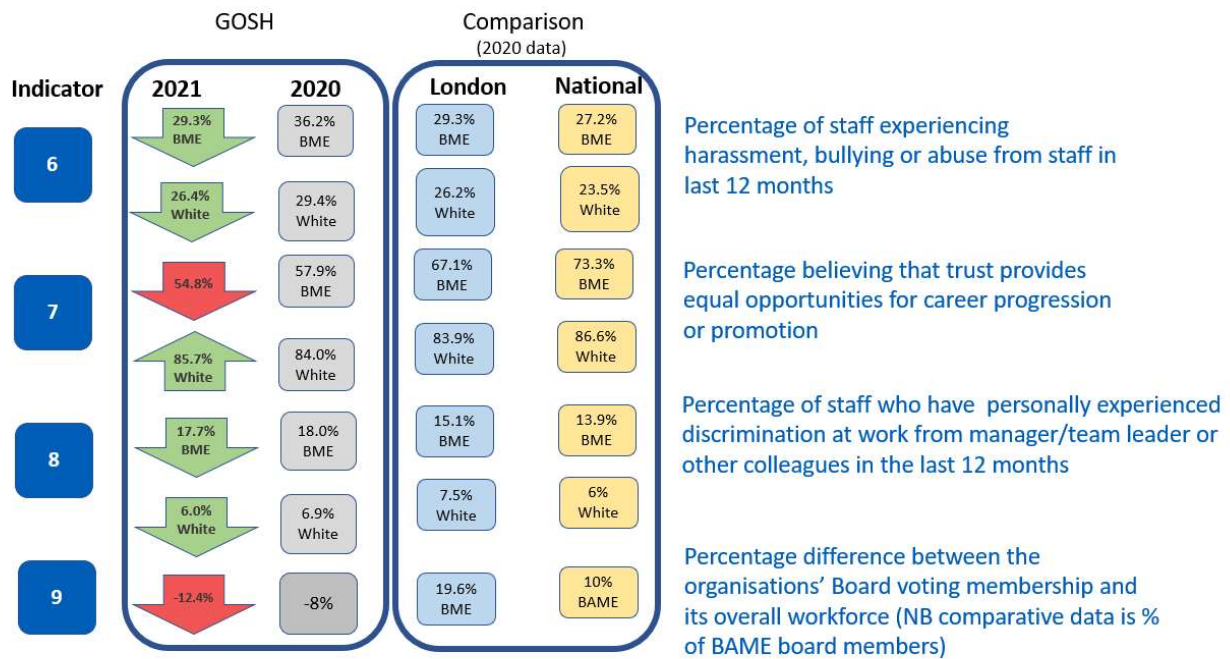 GOSH
Comparison
(2020 data)
Indicator
2021
2020
London
National
6
29.3%
BME
36.2%
BME
29.3%
BME
27.2%
BME
26.4%
White
29.4%
White
26.2%
White
23.5%
White
Percentage of staff experiencing
harassment, bullying or abuse from staff in
last 12 months
7
54.8%
57.9%
BME
67.1%
BME
73.3%
BME
85.7%
White
84.0%
White
83.9%
White
86.6%
White
Percentage believing that trust provides
equal opportunities for career progression
or promotion
8
17.7%
BME
18.0%
BME
15.1%
BME
13.9%
BME
6.0%
White
6.9%
White
7.5%
White
6%
White
Percentage of staff who have personally experienced
discrimination at work from manager/team leader or
other colleagues in the last 12 months
9
-12.4%
-8%
19.6%
BME
10%
BAME
Percentage difference between the
organisations’ Board voting membership and
its overall workforce (NB comparative data is %
of BAME board members)